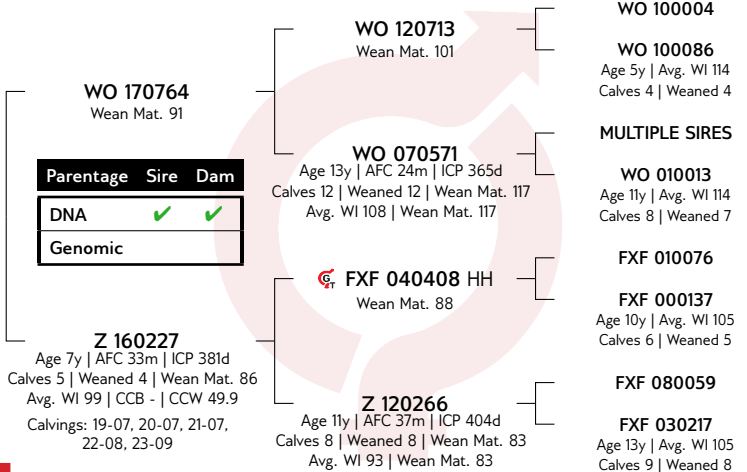 WO 170764
Wean Mat. 91
Parentage Sire Dam
DNA ✔ ✔
Genomic
Z 160227
Age 7y | AFC 33m | ICP 381d
Calves 5 | Weaned 4 | Wean Mat. 86
Avg. WI 99 | CCB - | CCW 49.9
Calvings: 19-07, 20-07, 21-07,
22-08, 23-09
WO 120713
Wean Mat. 101
WO 070571
Age 13y | AFC 24m | ICP 365d
Calves 12 | Weaned 12 | Wean Mat. 117
Avg. WI 108 | Wean Mat. 117
GT FXF 040408 HH
Wean Mat. 88
Z 120266
Age 11y | AFC 37m | ICP 404d
Calves 8 | Weaned 8 | Wean Mat. 83
Avg. WI 93 | Wean Mat. 83
WO 100004
WO 100086
Age 5y | Avg. WI 114
Calves 4 | Weaned 4
MULTIPLE SIRES
WO 010013
Age 11y | Avg. WI 114
Calves 8 | Weaned 7
FXF 010076
FXF 000137
Age 10y | Avg. WI 105
Calves 6 | Weaned 5
FXF 080059
FXF 030217
Age 13y | Avg. WI 105
Calves 9 | Weaned 8